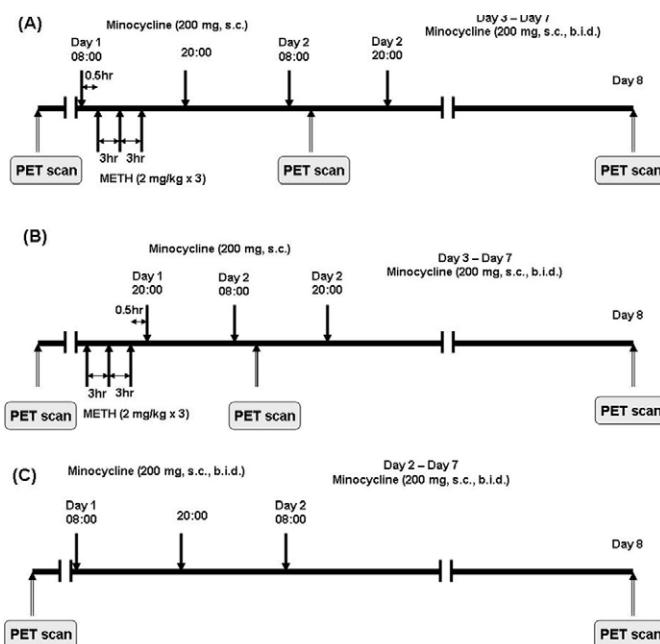 (A)
Minocycline (200 mg, s.c.)
Day 3 – Day 7
Minocycline (200 mg, s.c., b.i.d.)
Day 1
08:00
20:00
Day 2
08:00
Day 2
20:00
0.5hr
Day 8
3hr 3hr
METH (2 mg/kg x 3)
PET scan
PET scan
PET scan
(B)
Minocycline (200 mg, s.c.)
Day 3 – Day 7
Minocycline (200 mg, s.c., b.i.d.)
Day 1
20:00
Day 2
08:00
Day 2
20:00
0.5hr
Day 8
3hr 3hr
METH (2 mg/kg x 3)
PET scan
PET scan
PET scan
(C)
Minocycline (200 mg, s.c., b.i.d.)
Day 2 – Day 7
Minocycline (200 mg, s.c., b.i.d.)
Day 1
08:00
20:00
Day 2
08:00
Day 8
PET scan
PET scan